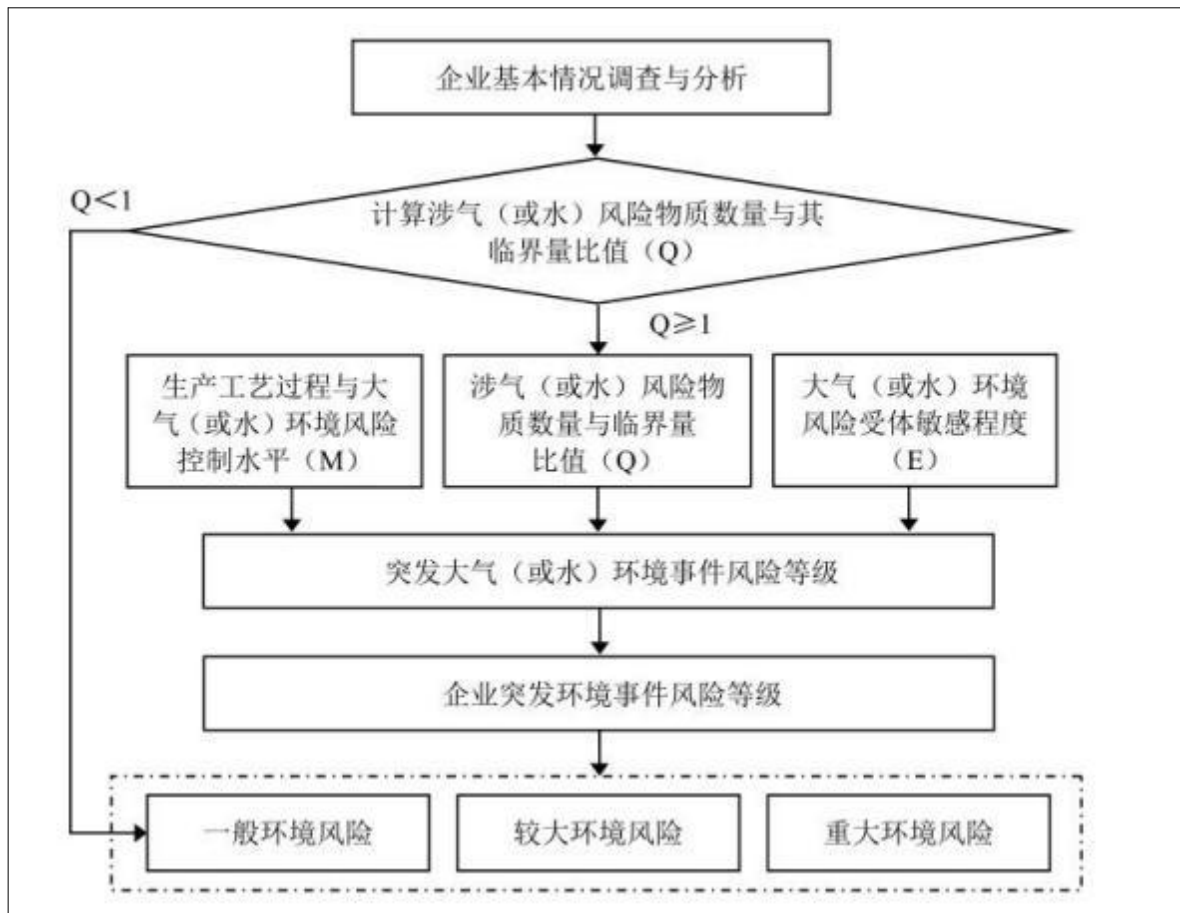 企业基本情况调查与分析
Q＜1
计算涉气（或水）风险物质数量与其
临界量比值（Q）
Q≥1
生产工艺过程与大
气（或水）环境风险
控制水平（M）
涉气（或水）风险物
质数量与临界量
比值（Q）
大气（或水）环境
风险受体敏感程度
（E）
突发大气（或水）环境事件风险等级
企业突发环境事件风险等级
一般环境风险
较大环境风险
重大环境风险